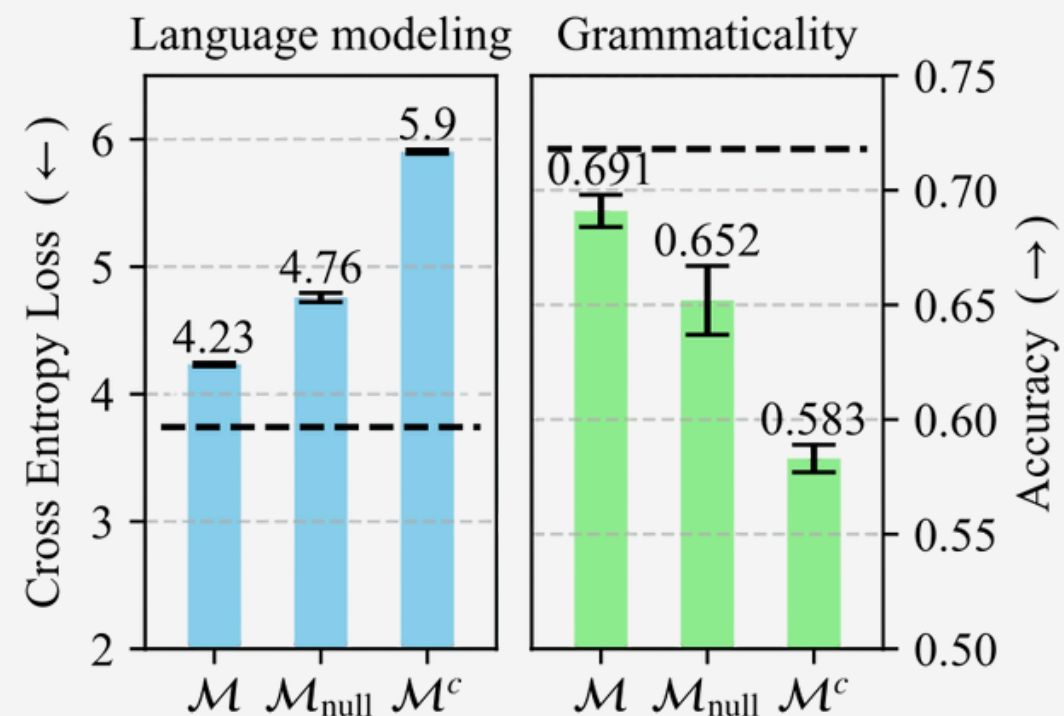 Language modeling
Cross Entropy Loss (←)
6
5
4
3
2
4.23
4.76
5.9
ℳ
ℳnull
ℳᶜ
Grammaticality
0.691
0.652
0.583
0.75
0.70
0.65
0.60
0.55
0.50
Accuracy (→)
ℳ
ℳnull
ℳᶜ